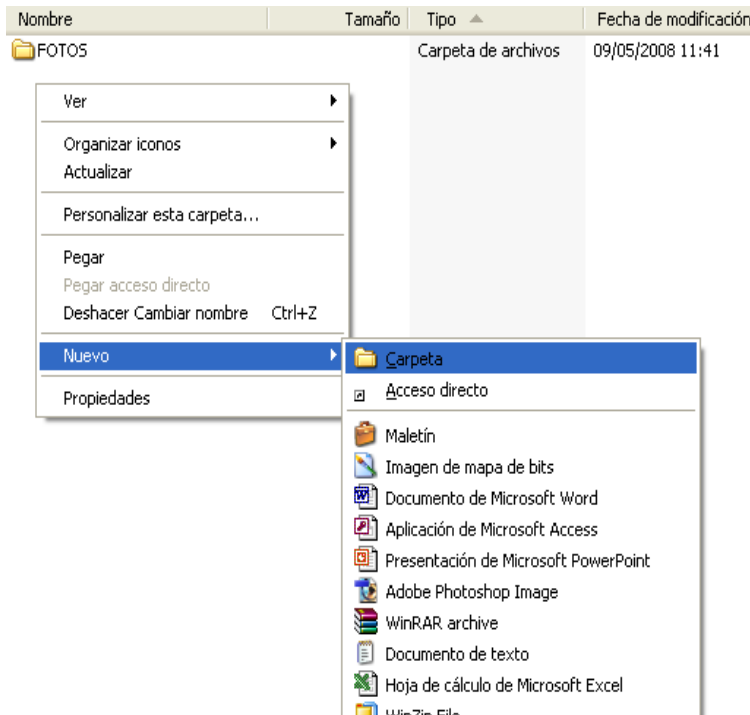 Nombre Tamaño Tipo Fecha de modificación
FOTOS Carpeta de archivos 09/05/2008 11:41
Ver
Organizar iconos
Actualizar
Personalizar esta carpeta...
Pegar
Pegar acceso directo
Deshacer Cambiar nombre Ctrl+Z
Nuevo
Propiedades
Carpeta
Acceso directo
Maletín
Imagen de mapa de bits
Documento de Microsoft Word
Aplicación de Microsoft Access
Presentación de Microsoft PowerPoint
Adobe Photoshop Image
WinRAR archive
Documento de texto
Hoja de cálculo de Microsoft Excel
WinZip File